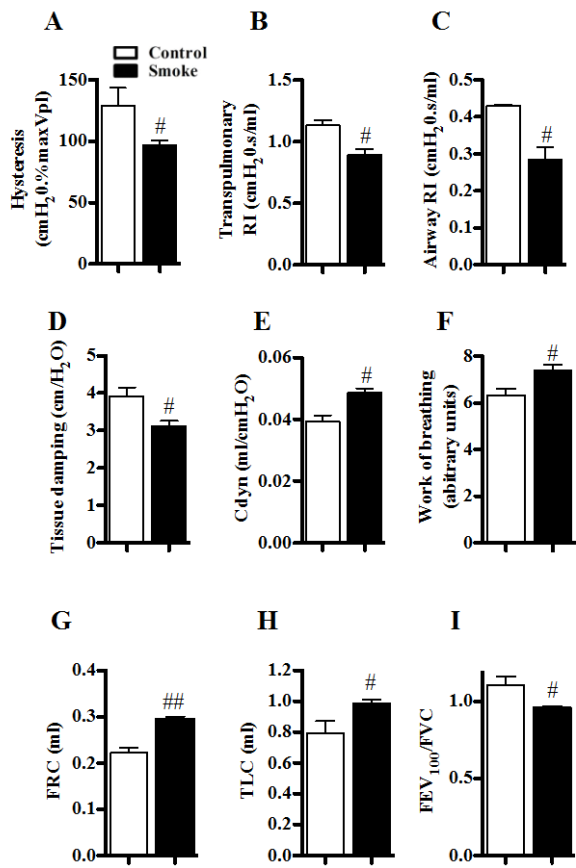 A
B
C
Control
Smoke
Hysteresis
(cmH₂0.%maxVpl)
150
100
50
0
#
Transpulmonary
RI (cmH₂0.s/ml)
1.5
1.0
0.5
0.0
#
Airway RI (cmH₂0.s/ml)
0.5
0.4
0.3
0.2
0.1
0.0
#
D
E
F
Tissue damping (cm/H₂O)
5
4
3
2
1
0
#
Cdyn (ml/cmH₂O)
0.06
0.04
0.02
0.00
#
Work of breathing
(abitrary units)
8
6
4
2
0
#
G
H
I
FRC (ml)
0.4
0.3
0.2
0.1
0.0
##
TLC (ml)
1.2
1.0
0.8
0.6
0.4
0.2
0.0
#
FEV₁₀₀/FVC
1.0
0.5
0.0
#